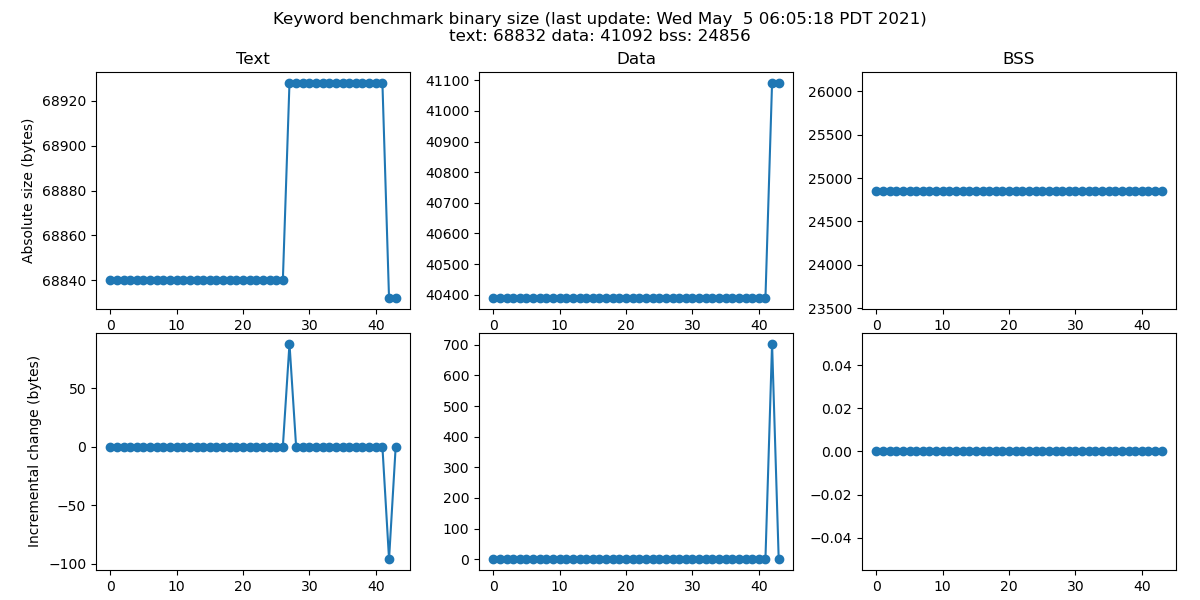 Keyword benchmark binary size (last update: Wed May  5 06:05:18 PDT 2021)
text: 68832 data: 41092 bss: 24856
Text
Data
BSS
Absolute size (bytes)
68920
68900
68880
68860
68840
0 10 20 30 40
41100
41000
40900
40800
40700
40600
40500
40400
0 10 20 30 40
26000
25500
25000
24500
24000
23500
0 10 20 30 40
Incremental change (bytes)
50
0
−50
−100
0 10 20 30 40
700
600
500
400
300
200
100
0
0 10 20 30 40
0.04
0.02
0.00
−0.02
−0.04
0 10 20 30 40